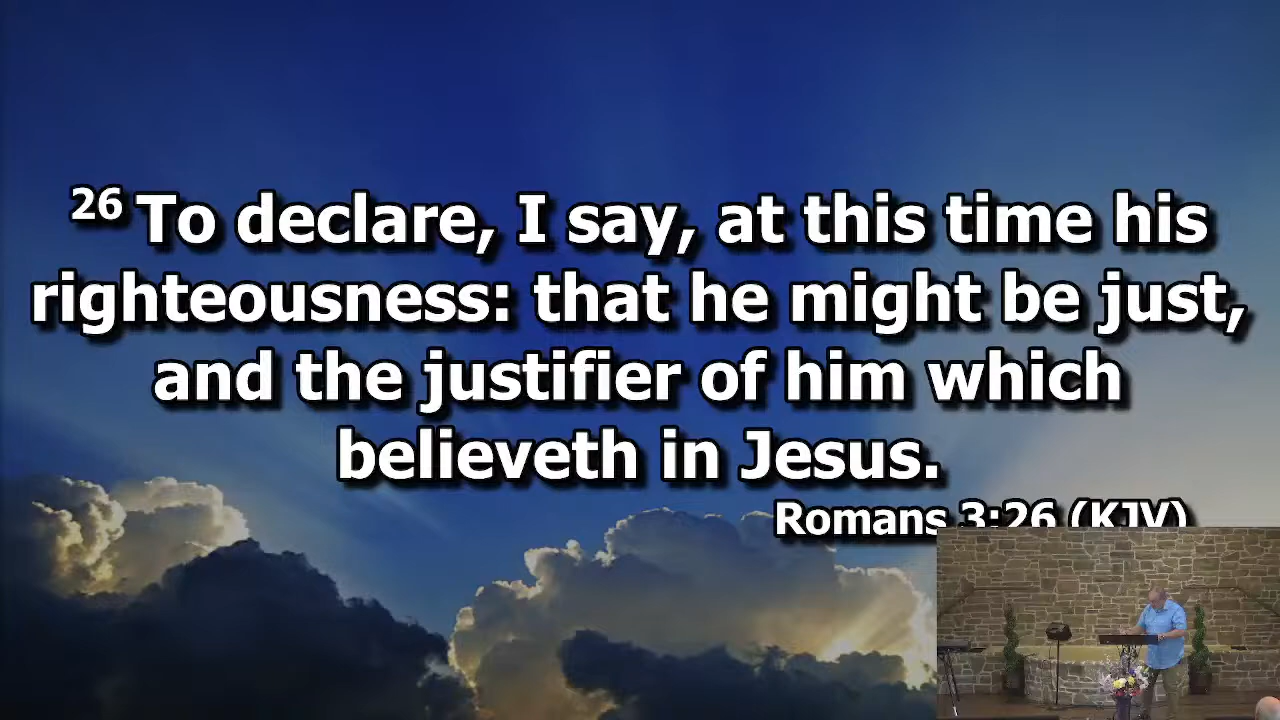 26 To declare, I say, at this time his
righteousness: that he might be just,
and the justifier of him which
believeth in Jesus.
Romans 3:26 (KJV)